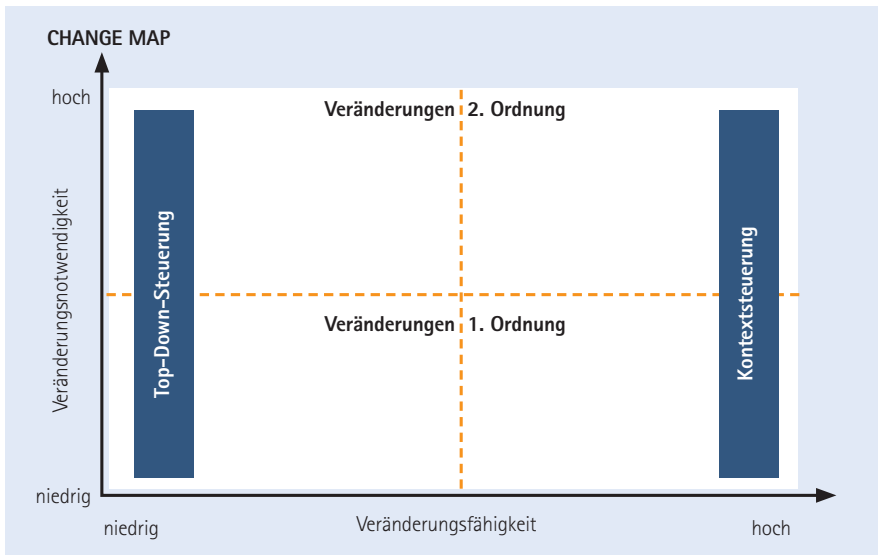 CHANGE MAP
hoch
Veränderungen 2. Ordnung
Veränderungsnotwendigkeit
Top-Down-Steuerung
Kontextsteuerung
Veränderungen 1. Ordnung
niedrig
niedrig
Veränderungsfähigkeit
hoch